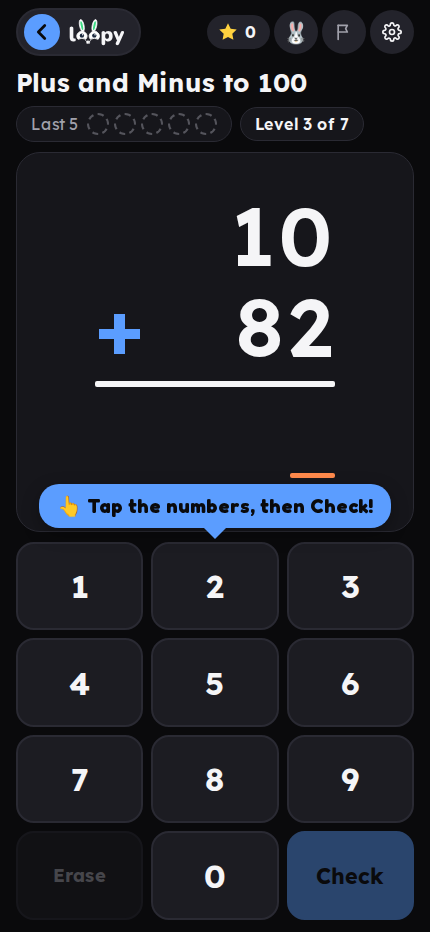 loopy
0
Plus and Minus to 100
Last 5
Level 3 of 7
10
+ 82
👆 Tap the numbers, then Check!
1 2 3
4 5 6
7 8 9
Erase 0 Check